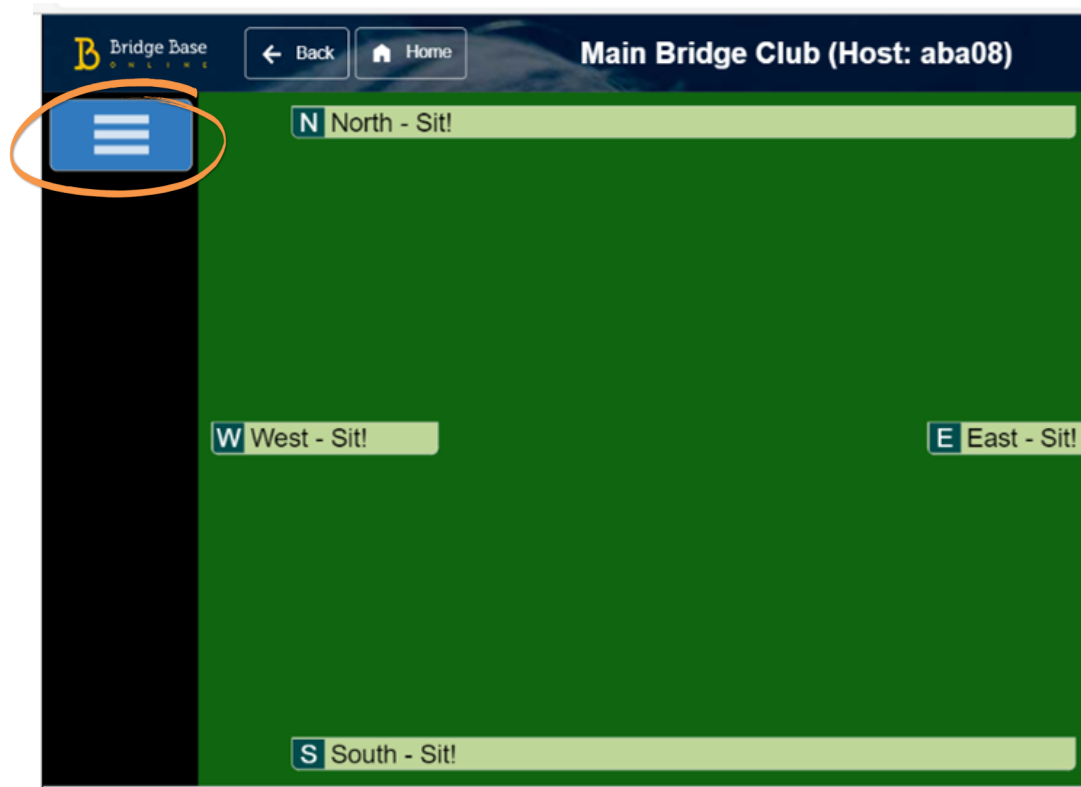 Bridge Base
ONLINE
Back
Home
Main Bridge Club (Host: aba08)
N North - Sit!
W West - Sit!
E East - Sit!
S South - Sit!